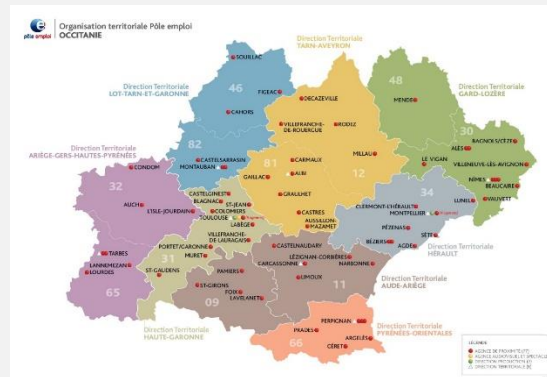 pôle emploi
Organisation territoriale Pôle emploi
OCCITANIE
Direction Territoriale
TARN-AVEYRON
SOUILLAC
46
FIGEAC
CAHORS
DECAZEVILLE
48
MENDE
Direction Territoriale
GARD-LOZÈRE
Direction Territoriale
LOT-TARN-ET-GARONNE
VILLEFRANCHE-
DE-ROUERGUE
RODEZ
30
BAGNOLS/CÈZE
ALÈS
Direction Territoriale
ARIÈGE-GERS-HAUTES-PYRÉNÉES
82
CASTELSARRASIN
MONTAUBAN
81
CARMAUX
ALBI
MILLAU
12
LE VIGAN
VILLENEUVE-LÈS-AVIGNON
NÎMES
BEAUCAIRE
CONDOM
32
GAILLAC
GRAULHET
34
VAUVERT
CASTELGINEST
BLAGNAC
ST-JEAN
COLOMIERS
TOULOUSE
LABÈGE
CLERMONT-L'HÉRAULT
LUNEL
MONTPELLIER
AUCH
L'ISLE-JOURDAIN
CASTRES
AUSSILLON-
MAZAMET
PÉZENAS
SÈTE
VILLEFRANCHE
DE-LAURAGAIS
BÉZIERS
AGDE
Direction Territoriale
HÉRAULT
PORTET/GARONNE
CASTELNAUDARY
TARBES
31
MURET
LÉZIGNAN-CORBIÈRES
CARCASSONNE
NARBONNE
LANNEMEZAN
LOURDES
ST-GAUDENS
PAMIERS
ST-GIRONS
FOIX
LAVELANET
LIMOUX
11
Direction Territoriale
AUDE-ARIÈGE
65
09
Direction Territoriale
HAUTE-GARONNE
PERPIGNAN
Direction Territoriale
PYRÉNÉES-ORIENTALES
PRADES
ARGELÈS
66
CÉRET